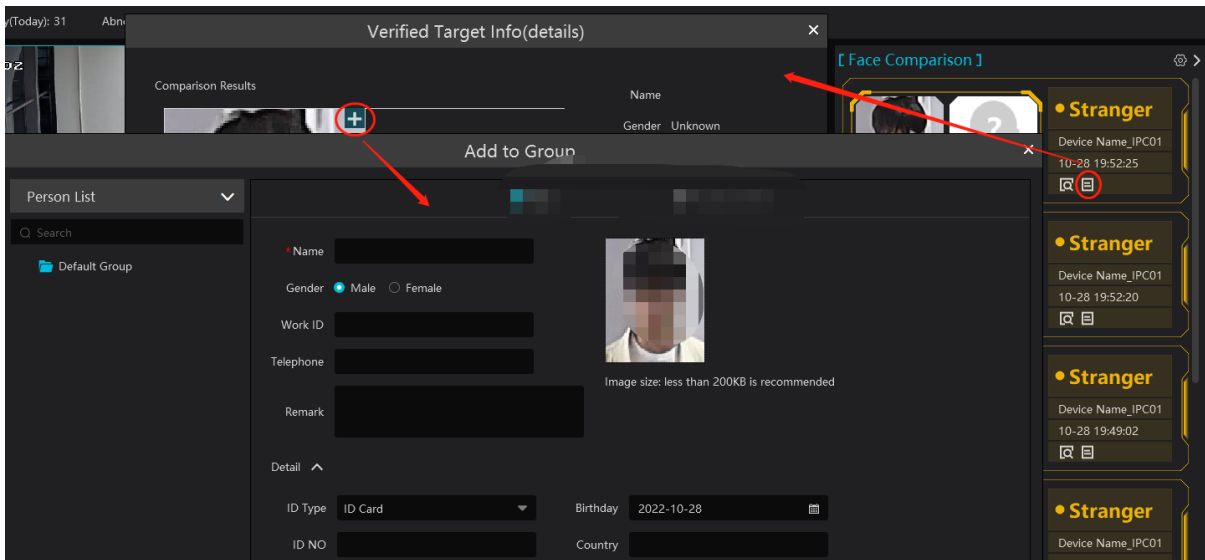 y(Today): 31 Abn
Verified Target Info(details)
[ Face Comparison ]
Comparison Results
Name
Gender Unknown
Stranger
Device Name_IPC01
10-28 19:52:25
Add to Group
Person List
Search
Default Group
*Name
Gender Male Female
Work ID
Telephone
Image size: less than 200KB is recommended
Remark
Detail
ID Type ID Card
Birthday 2022-10-28
ID NO
Country
Stranger
Device Name_IPC01
10-28 19:52:20
Stranger
Device Name_IPC01
10-28 19:49:02
Stranger
Device Name_IPC01